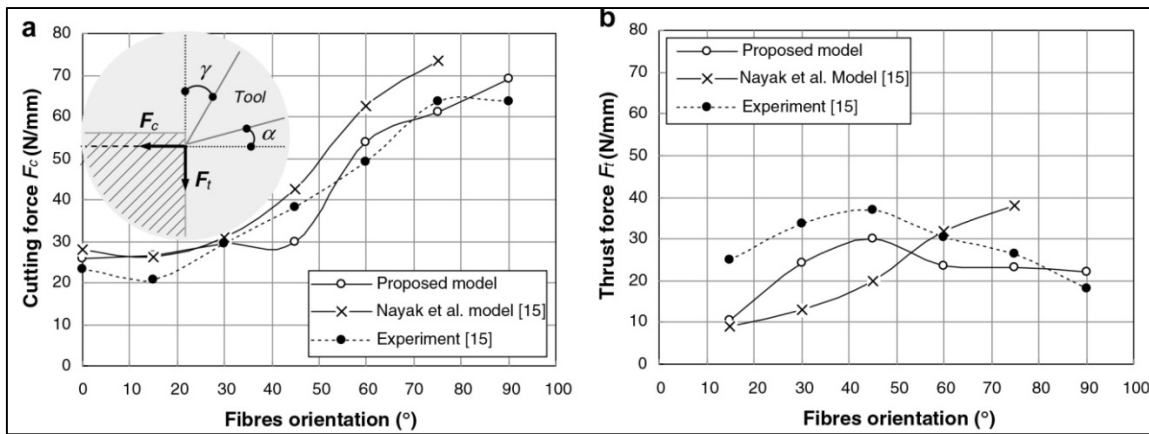 a
Cutting force Fc (N/mm)
80
70
60
50
40
30
20
10
0
γ
Tool
Fc
α
Ft
Proposed model
Nayak et al. model [15]
Experiment [15]
0 10 20 30 40 50 60 70 80 90 100
Fibres orientation (°)
b
Thrust force Ft (N/mm)
80
70
60
50
40
30
20
10
0
Proposed model
Nayak et al. Model [15]
Experiment [15]
0 10 20 30 40 50 60 70 80 90 100
Fibres orientation (°)